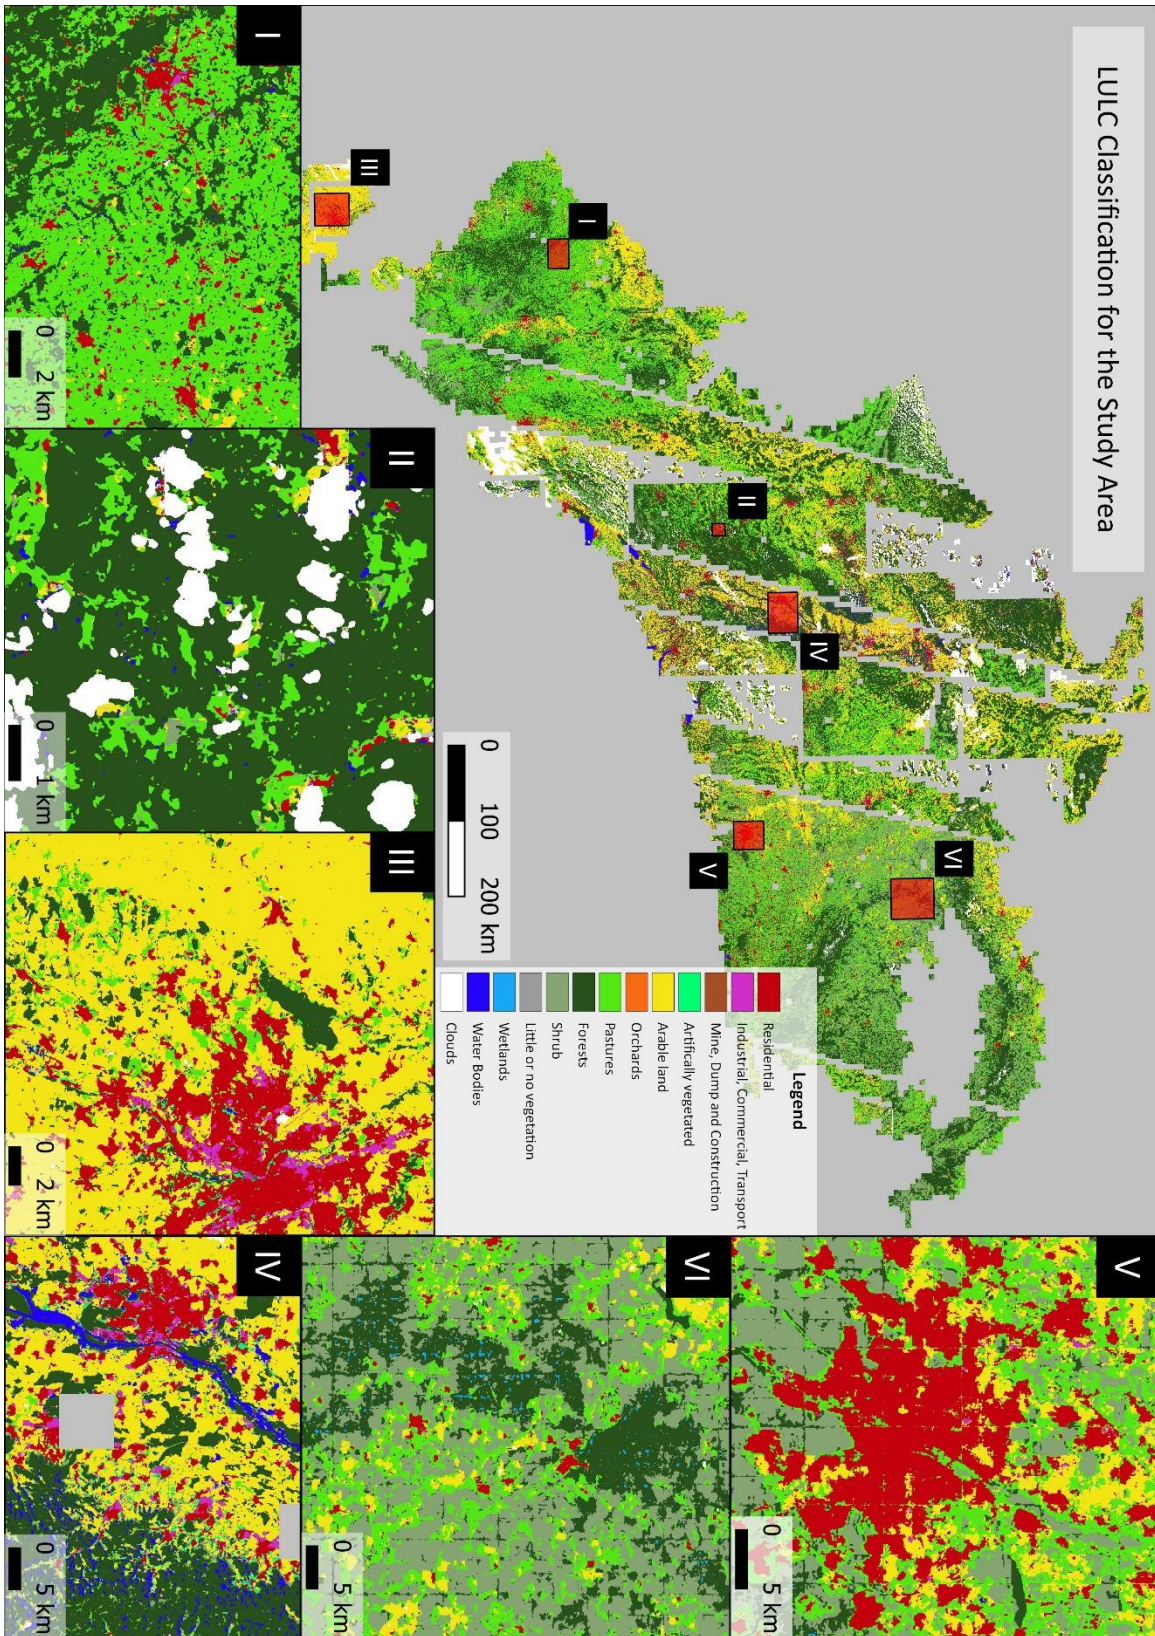 LULC Classification for the Study Area
I
II
III
IV
V
VI
0 100 200 km
Legend
Residential
Industrial, Commercial, Transport
Mine, Dump and Construction
Artifically vegetated
Arable land
Orchards
Pastures
Forests
Shrub
Little or no vegetation
Wetlands
Water Bodies
Clouds
I
0 2 km
II
0 1 km
III
0 2 km
IV
0 5 km
VI
0 5 km
V
0 5 km